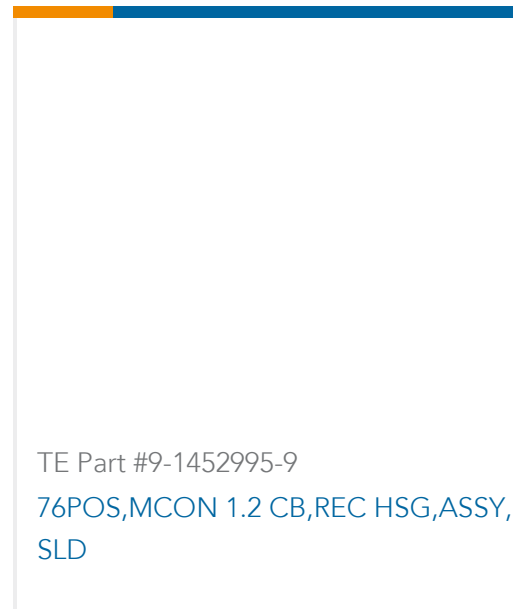 TE Part #9-1452995-9
76POS,MCON 1.2 CB,REC HSG,ASSY,
SLD